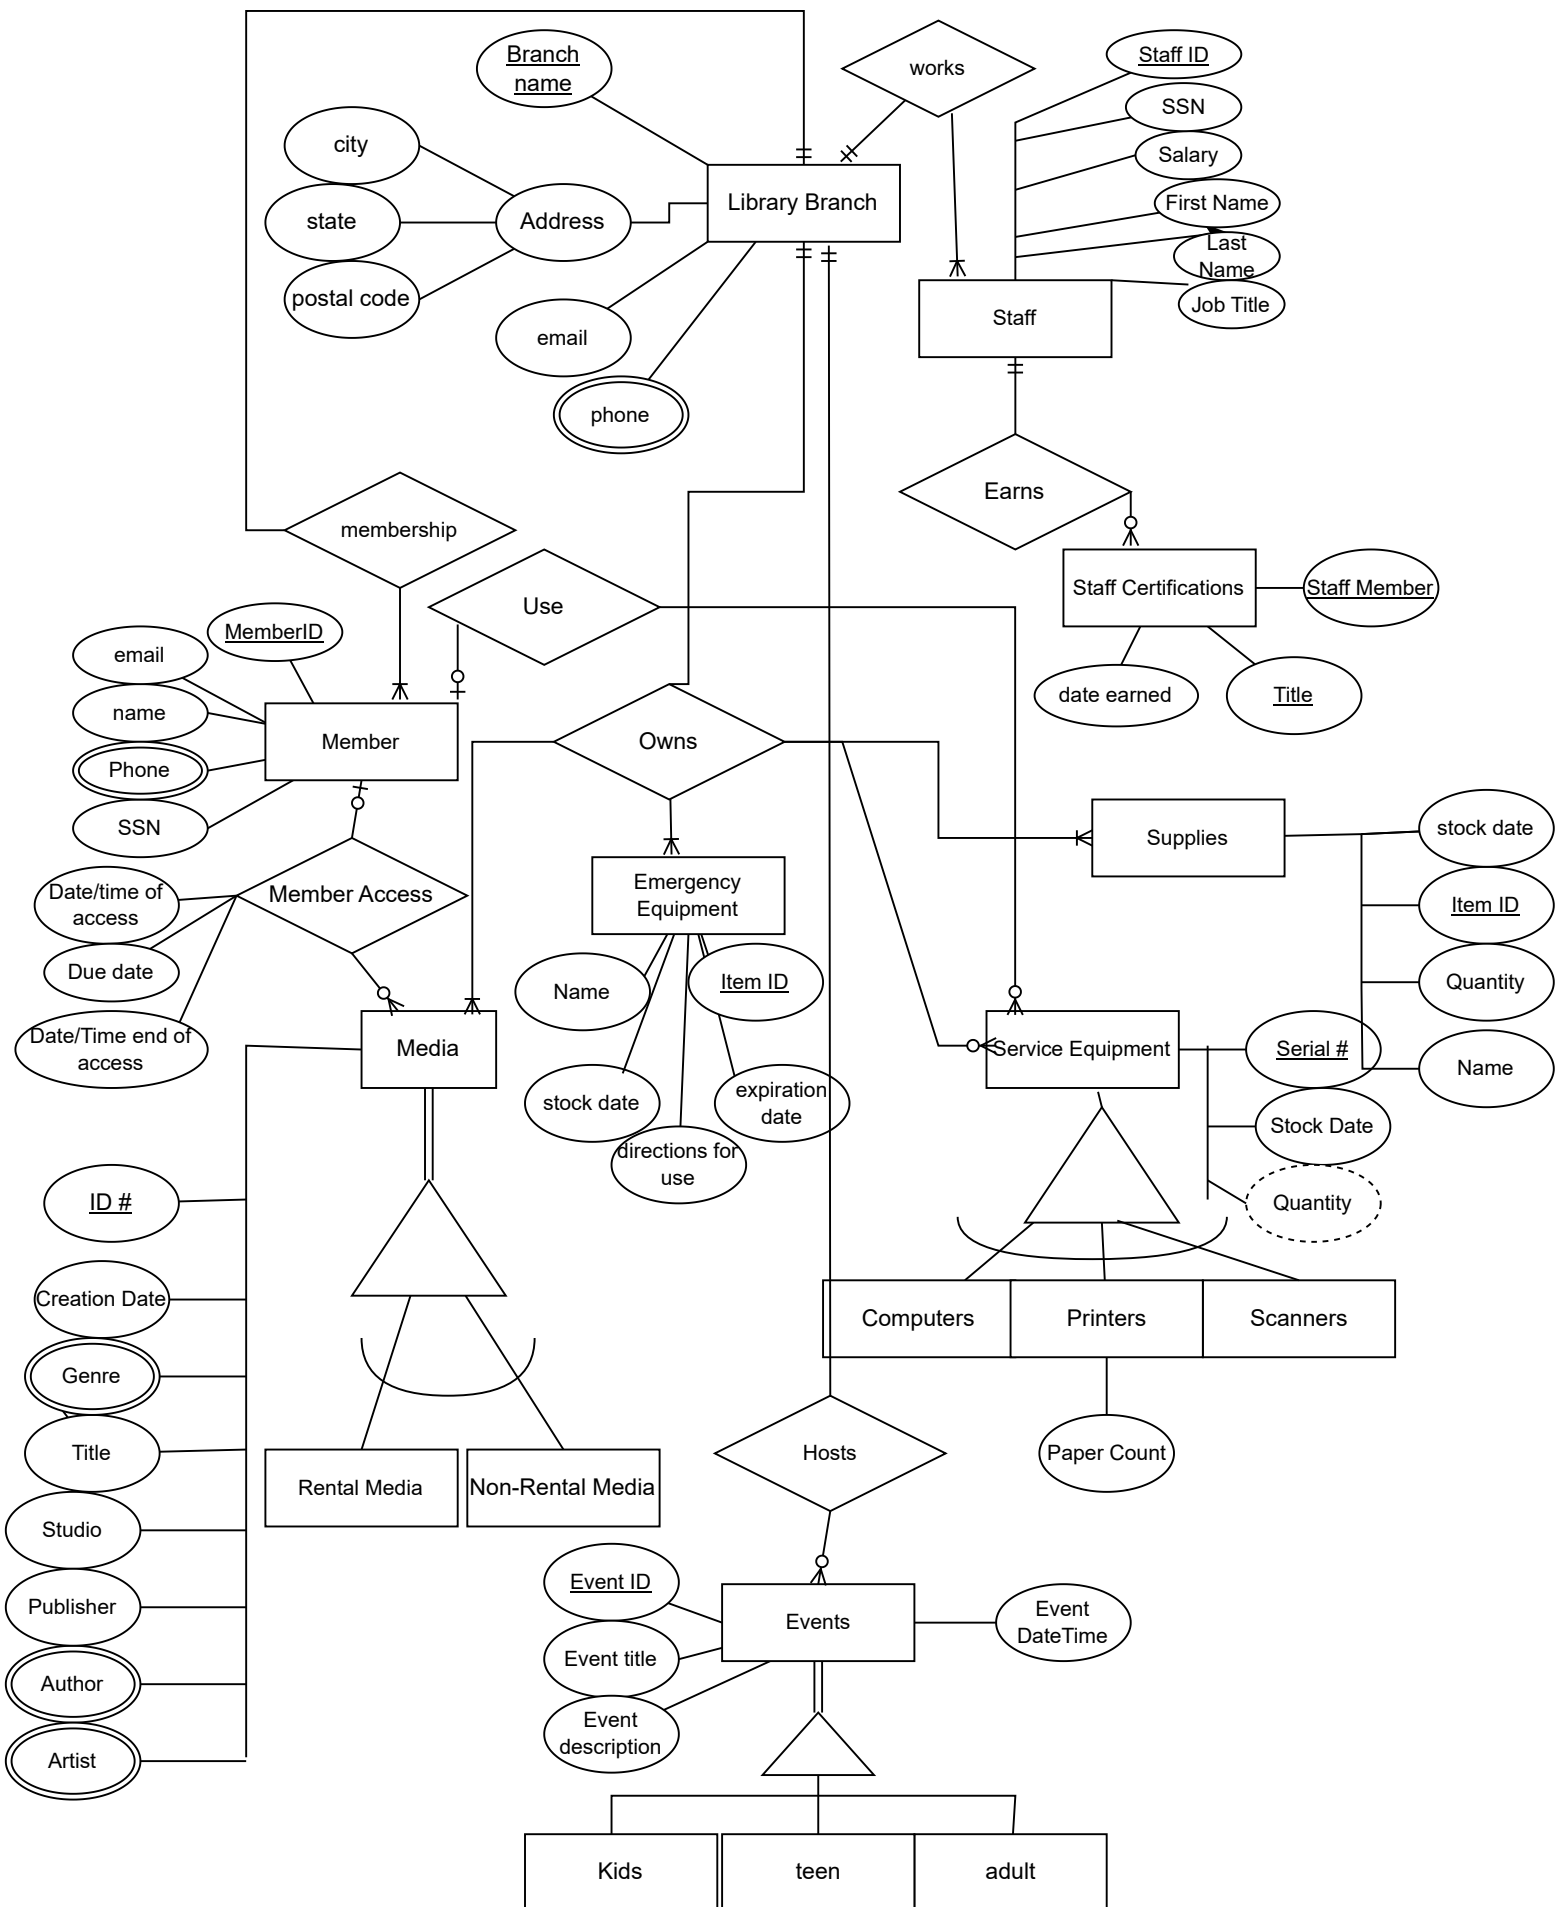 Branch
name
works
Staff ID
SSN
city
Salary
Library Branch
First Name
state
Address
Last
Name
postal code
Job Title
Staff
email
phone
Earns
membership
Use
Staff Certifications
Staff Member
MemberID
email
date earned
Title
name
Member
Owns
Phone
SSN
Supplies
stock date
Emergency
Equipment
Date/time of
access
Member Access
Item ID
Due date
Name
Item ID
Quantity
Date/Time end of
access
Media
Service Equipment
Serial #
Name
stock date
expiration
date
Stock Date
directions for
use
ID #
Quantity
Creation Date
Computers
Printers
Scanners
Genre
Title
Hosts
Paper Count
Rental Media
Non-Rental Media
Studio
Event ID
Publisher
Events
Event
DateTime
Event title
Author
Event
description
Artist
Kids
teen
adult